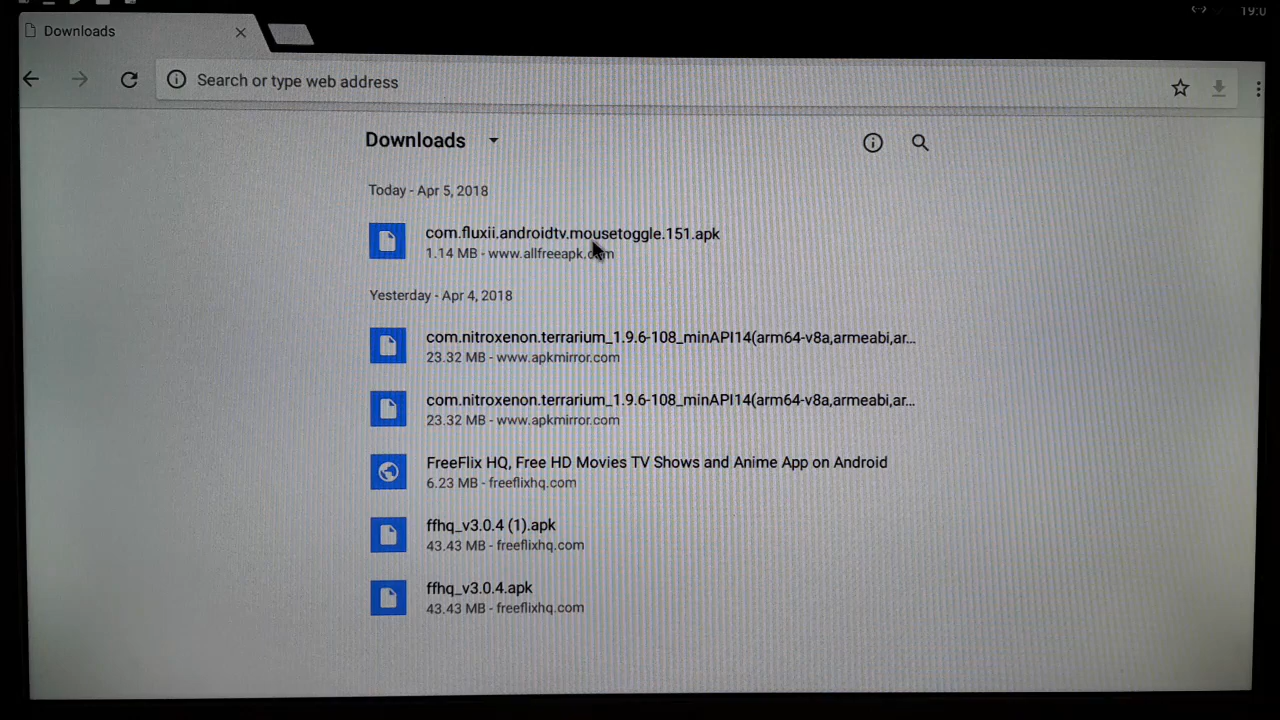 19:0
Downloads
Search or type web address
Downloads
Today - Apr 5, 2018
com.fluxii.androidtv.mousetoggle.151.apk
1.14 MB - www.allfreeapk.com
Yesterday - Apr 4, 2018
com.nitroxenon.terrarium_1.9.6-108_minAPI14(arm64-v8a,armeabi,ar...
23.32 MB - www.apkmirror.com
com.nitroxenon.terrarium_1.9.6-108_minAPI14(arm64-v8a,armeabi,ar...
23.32 MB - www.apkmirror.com
FreeFlix HQ, Free HD Movies TV Shows and Anime App on Android
6.23 MB - freeflixhq.com
ffhq_v3.0.4 (1).apk
43.43 MB - freeflixhq.com
ffhq_v3.0.4.apk
43.43 MB - freeflixhq.com